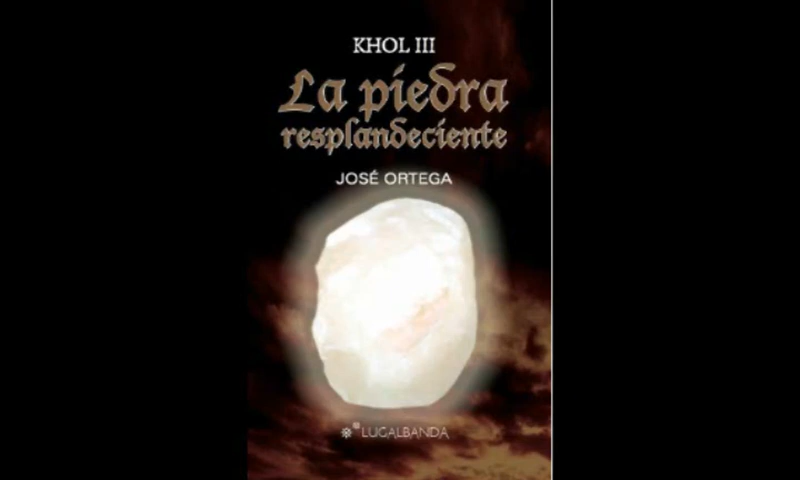 KHOL III
La piedra
resplandeciente
JOSÉ ORTEGA
LUGALBANDA